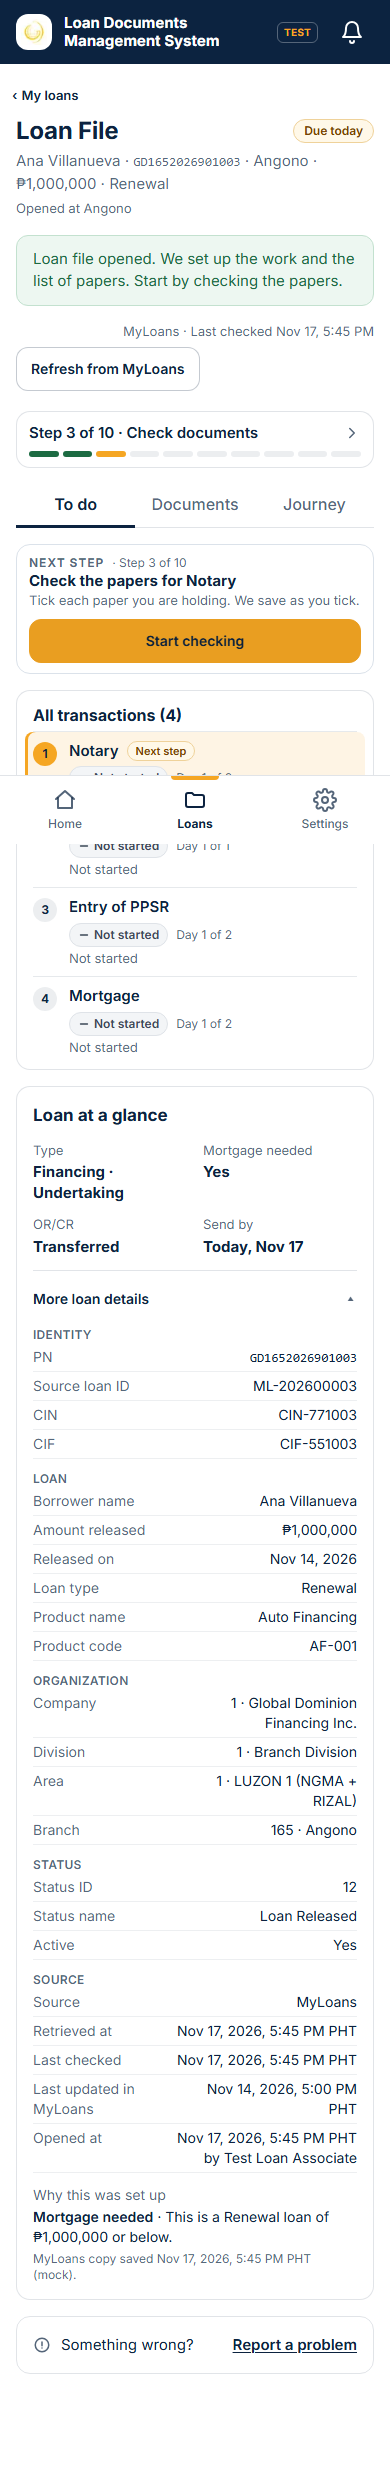 Loan Documents
Management System
TEST
‹ My loans
Loan File
Due today
Ana Villanueva · GD1652026901003 · Angono ·
₱1,000,000 · Renewal
Opened at Angono
Loan file opened. We set up the work and the
list of papers. Start by checking the papers.
MyLoans · Last checked Nov 17, 5:45 PM
Refresh from MyLoans
Step 3 of 10 · Check documents
To do
Documents
Journey
NEXT STEP · Step 3 of 10
Check the papers for Notary
Tick each paper you are holding. We save as you tick.
Start checking
All transactions (4)
1
Notary
Next step
Home
Loans
Settings
— Not started
Day 1 of 1
Not started
3
Entry of PPSR
— Not started
Day 1 of 2
Not started
4
Mortgage
— Not started
Day 1 of 2
Not started
Loan at a glance
Type
Mortgage needed
Financing ·
Undertaking
Yes
OR/CR
Send by
Transferred
Today, Nov 17
More loan details
IDENTITY
PN GD1652026901003
Source loan ID ML-202600003
CIN CIN-771003
CIF CIF-551003
LOAN
Borrower name Ana Villanueva
Amount released ₱1,000,000
Released on Nov 14, 2026
Loan type Renewal
Product name Auto Financing
Product code AF-001
ORGANIZATION
Company 1 · Global Dominion
Financing Inc.
Division 1 · Branch Division
Area 1 · LUZON 1 (NGMA +
RIZAL)
Branch 165 · Angono
STATUS
Status ID 12
Status name Loan Released
Active Yes
SOURCE
Source MyLoans
Retrieved at Nov 17, 2026, 5:45 PM PHT
Last checked Nov 17, 2026, 5:45 PM PHT
Last updated in Nov 14, 2026, 5:00 PM
MyLoans PHT
Opened at Nov 17, 2026, 5:45 PM PHT
by Test Loan Associate
Why this was set up
Mortgage needed · This is a Renewal loan of
₱1,000,000 or below.
MyLoans copy saved Nov 17, 2026, 5:45 PM PHT
(mock).
Something wrong?
Report a problem